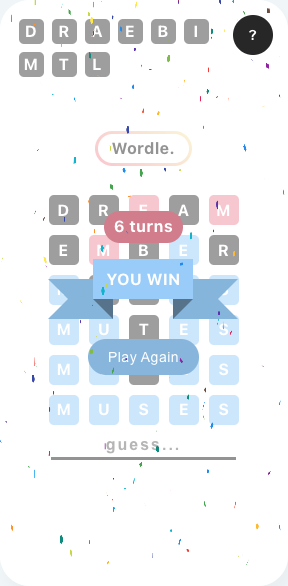 D R A E B I
?
M T L
Wordle.
D R E A M
6 turns
E M B E R
YOU WIN
M U T E S
Play Again
M S
M U S E S
guess...